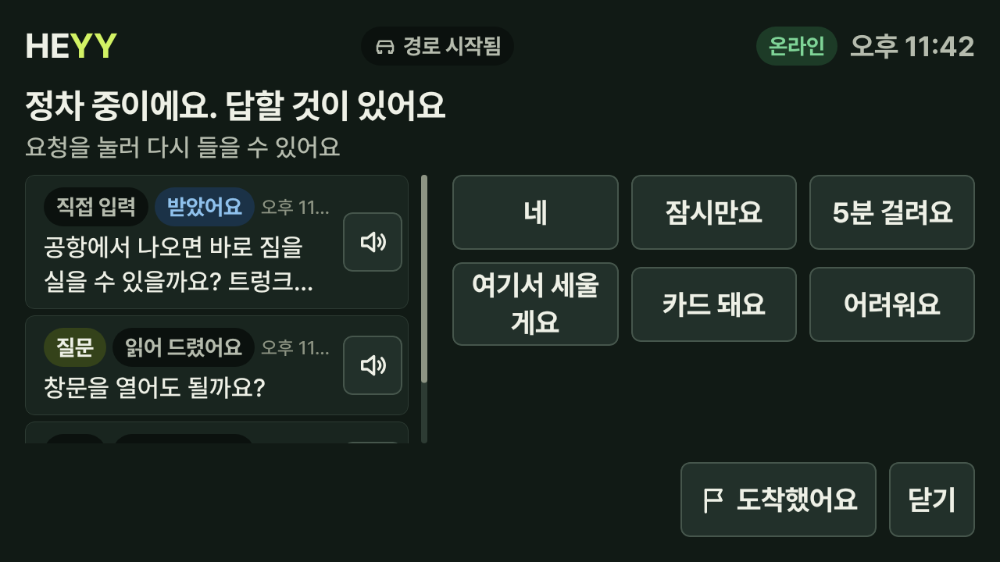 HEYY
경로 시작됨
온라인
오후 11:42
정차 중이에요. 답할 것이 있어요
요청을 눌러 다시 들을 수 있어요
직접 입력
받았어요
오후 11...
공항에서 나오면 바로 짐을
실을 수 있을까요? 트렁크...
질문
읽어 드렸어요
오후 11...
창문을 열어도 될까요?
네
잠시만요
5분 걸려요
여기서 세울
게요
카드 돼요
어려워요
도착했어요
닫기